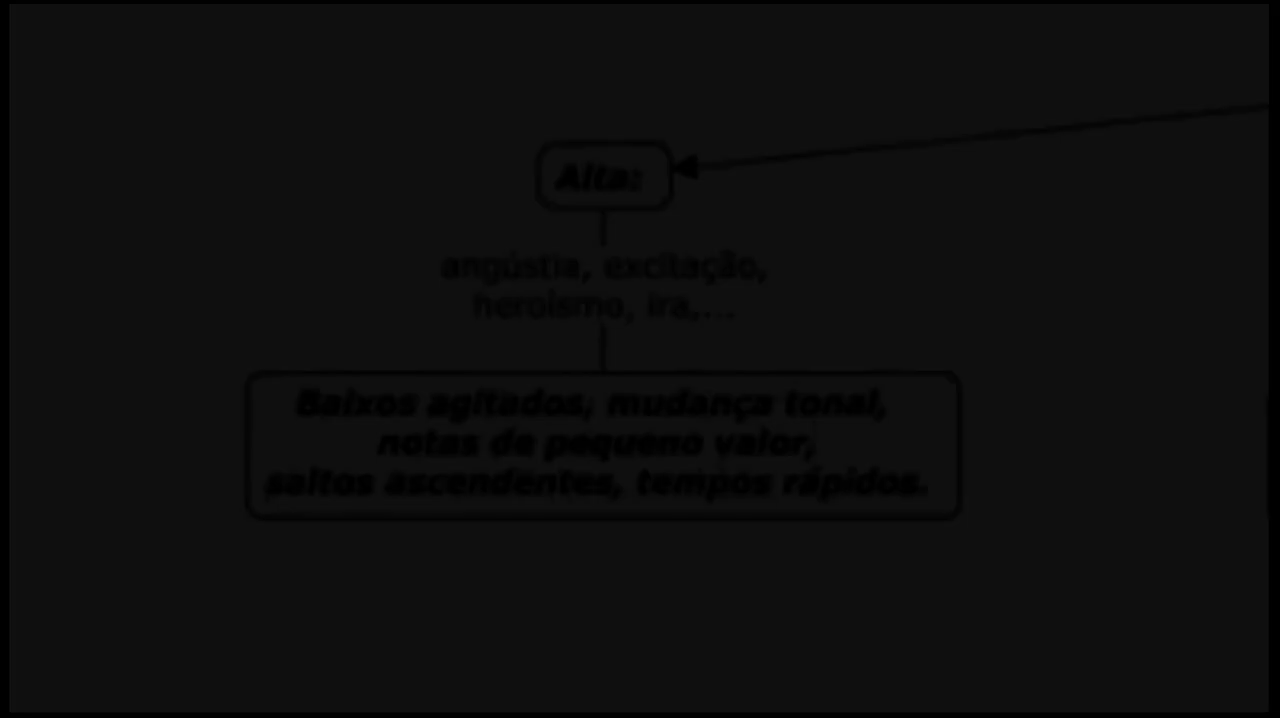 Alta:
angústia, excitação,
heroísmo, ira,...
Baixos agitados, mudança tonal,
notas de pequeno valor,
saltos ascendentes, tempos rápidos.